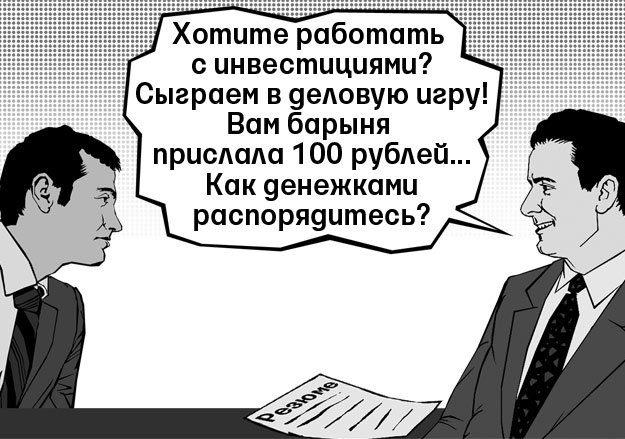 Хотите работать
с инвестициями?
Сыграем в деловую игру!
Вам барыня
прислала 100 рублей...
Как денежками
распорядитесь?
Резюме